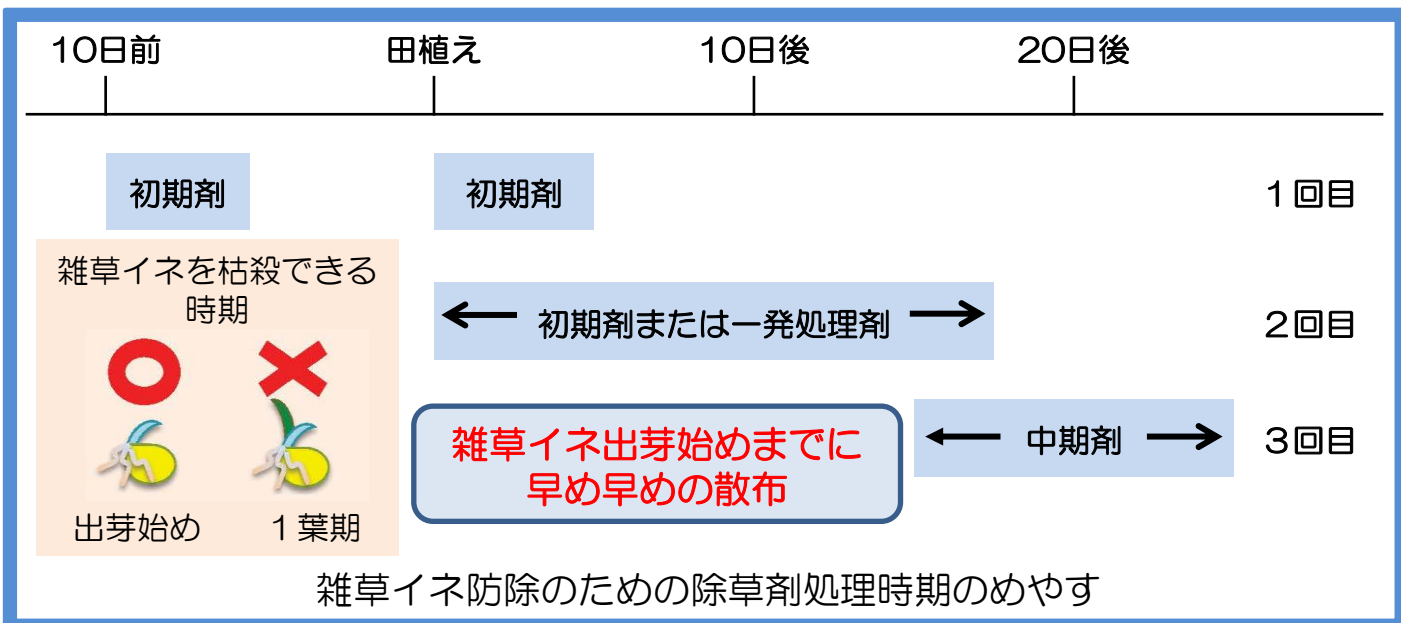 10日前 田植え 10日後 20日後
初期剤 初期剤 1回目
雑草イネを枯殺できる
時期
初期剤または一発処理剤 2回目
雑草イネ出芽始めまでに
早め早めの散布
中期剤 3回目
出芽始め 1葉期
雑草イネ防除のための除草剤処理時期のめやす